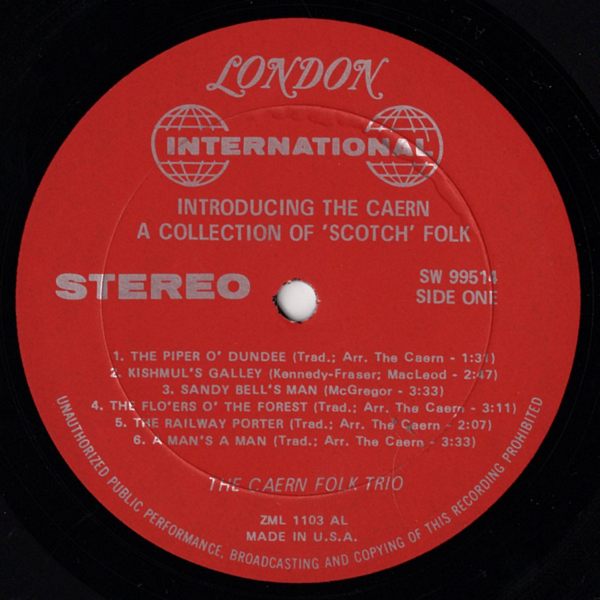 LONDON
INTERNATIONAL
INTRODUCING THE CAERN
A COLLECTION OF 'SCOTCH' FOLK
STEREO
SW 99514
SIDE ONE
1. THE PIPER O' DUNDEE (Trad.; Arr. The Caern - 1:31)
2. KISHMUL'S GALLEY (Kennedy-Fraser; MacLeod - 2:47)
3. SANDY BELL'S MAN (McGregor - 3:33)
4. THE FLO'ERS O' THE FOREST (Trad.; Arr. The Caern - 3:11)
5. THE RAILWAY PORTER (Trad.; Arr. The Caern - 2:07)
6. A MAN'S A MAN (Trad.; Arr. The Caern - 3:33)
THE CAERN FOLK TRIO
ZML 1103 AL
MADE IN U.S.A.
UNAUTHORIZED PUBLIC PERFORMANCE, BROADCASTING AND COPYING OF THIS RECORDING PROHIBITED